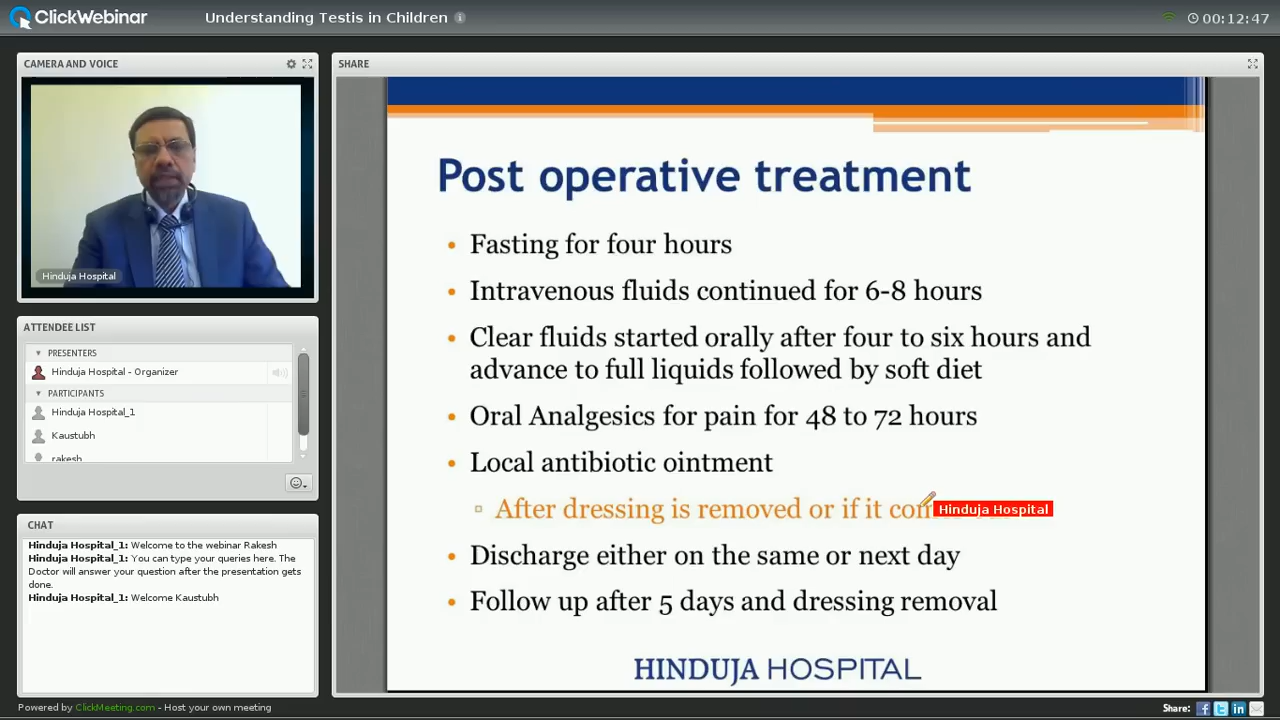 ClickWebinar
Understanding Testis in Children
00:12:47
CAMERA AND VOICE
Hinduja Hospital
ATTENDEE LIST
PRESENTERS
Hinduja Hospital - Organizer
PARTICIPANTS
Hinduja Hospital_1
Kaustubh
rakesh
CHAT
Hinduja Hospital_1: Welcome to the webinar Rakesh
Hinduja Hospital_1: You can type your queries here. The
Doctor will answer your question after the presentation gets
done.
Hinduja Hospital_1: Welcome Kaustubh
SHARE
Post operative treatment
• Fasting for four hours
• Intravenous fluids continued for 6-8 hours
• Clear fluids started orally after four to six hours and
advance to full liquids followed by soft diet
• Oral Analgesics for pain for 48 to 72 hours
• Local antibiotic ointment
After dressing is removed or if it
Hinduja Hospital
• Discharge either on the same or next day
• Follow up after 5 days and dressing removal
HINDUJA HOSPITAL
Powered by ClickMeeting.com - Host your own meeting
Share: